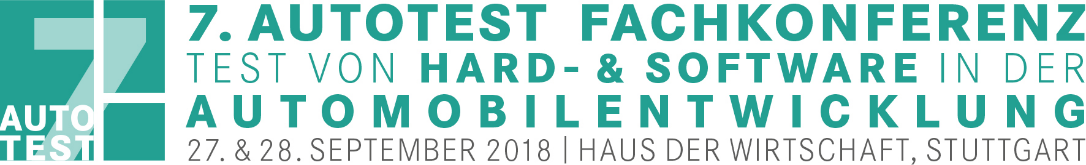 7
AUTO
TEST
7. AUTOTEST FACHKONFERENZ
TEST VON HARD- & SOFTWARE IN DER
AUTOMOBILENTWICKLUNG
27. & 28. SEPTEMBER 2018 | HAUS DER WIRTSCHAFT, STUTTGART